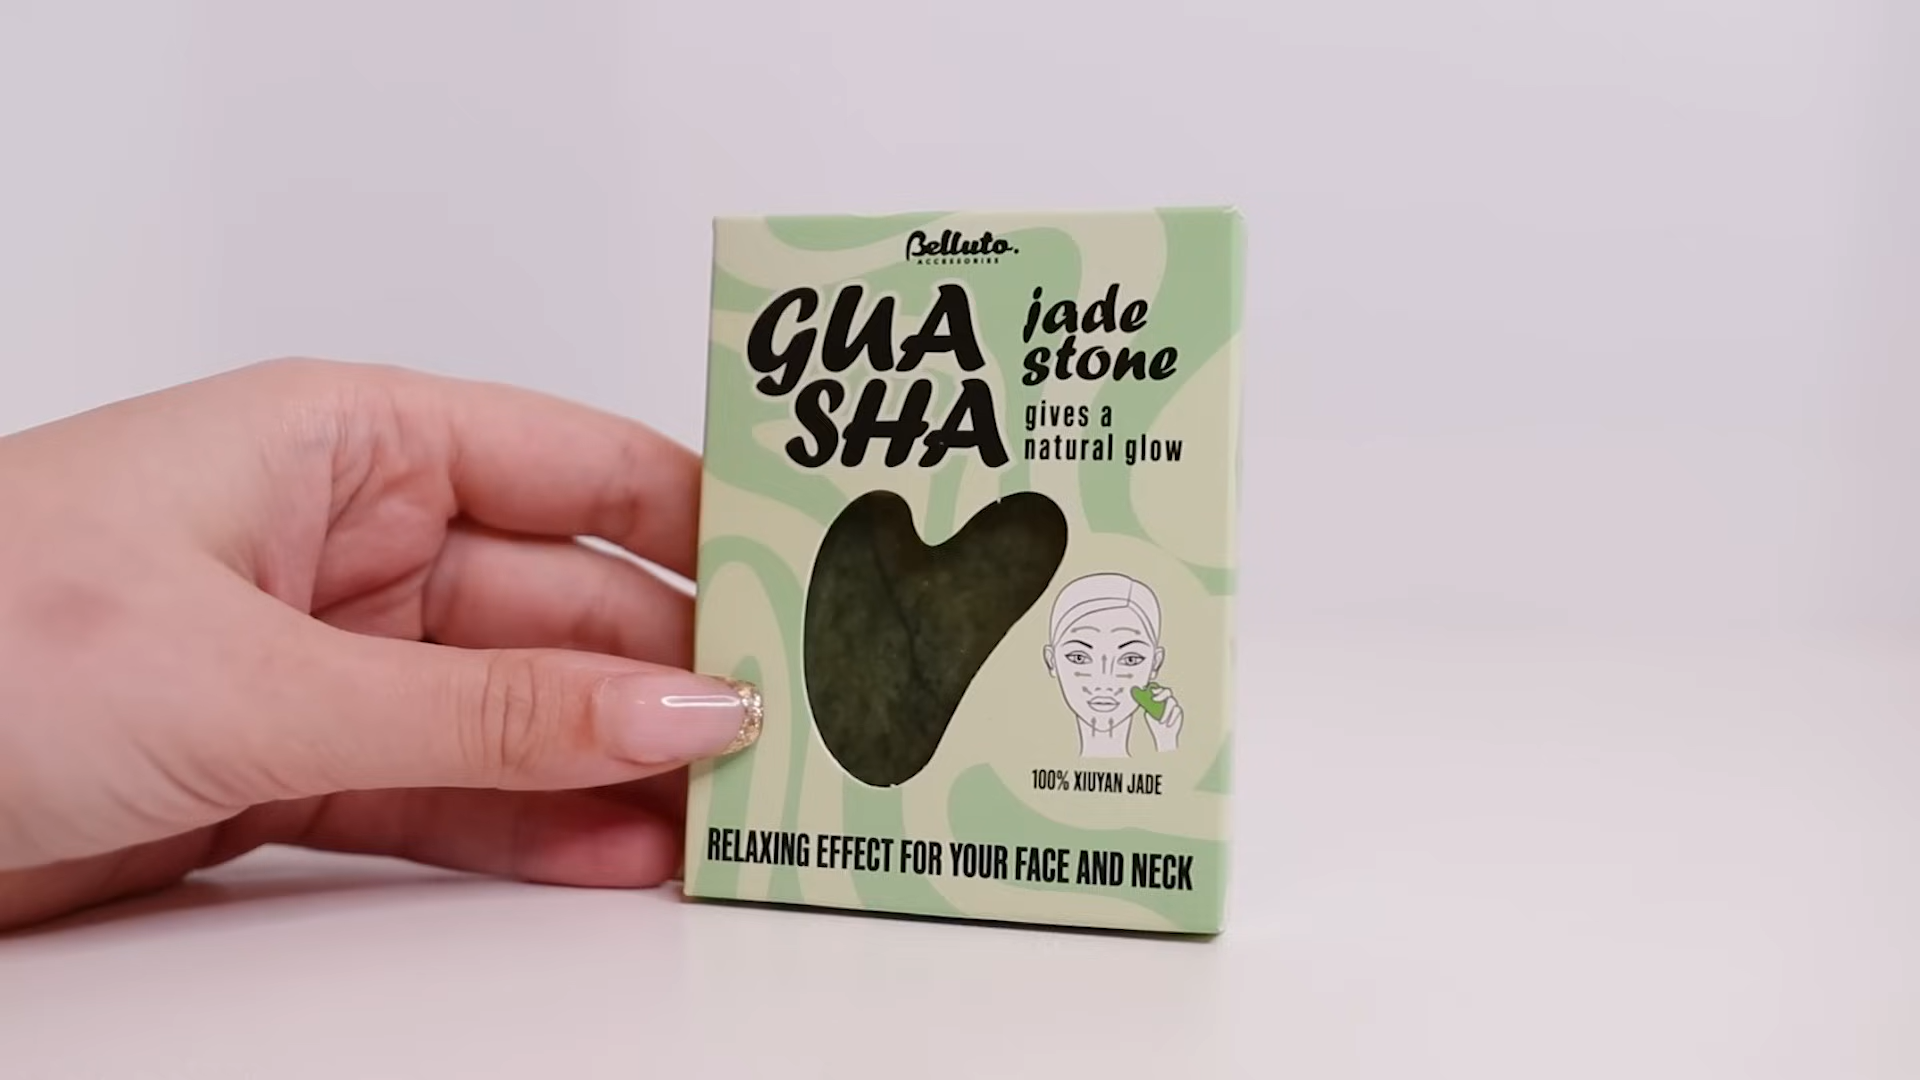 Belluto.
ACCESSORIES
GUA
SHA
jade
stone
gives a
natural glow
100% XIUYAN JADE
RELAXING EFFECT FOR YOUR FACE AND NECK